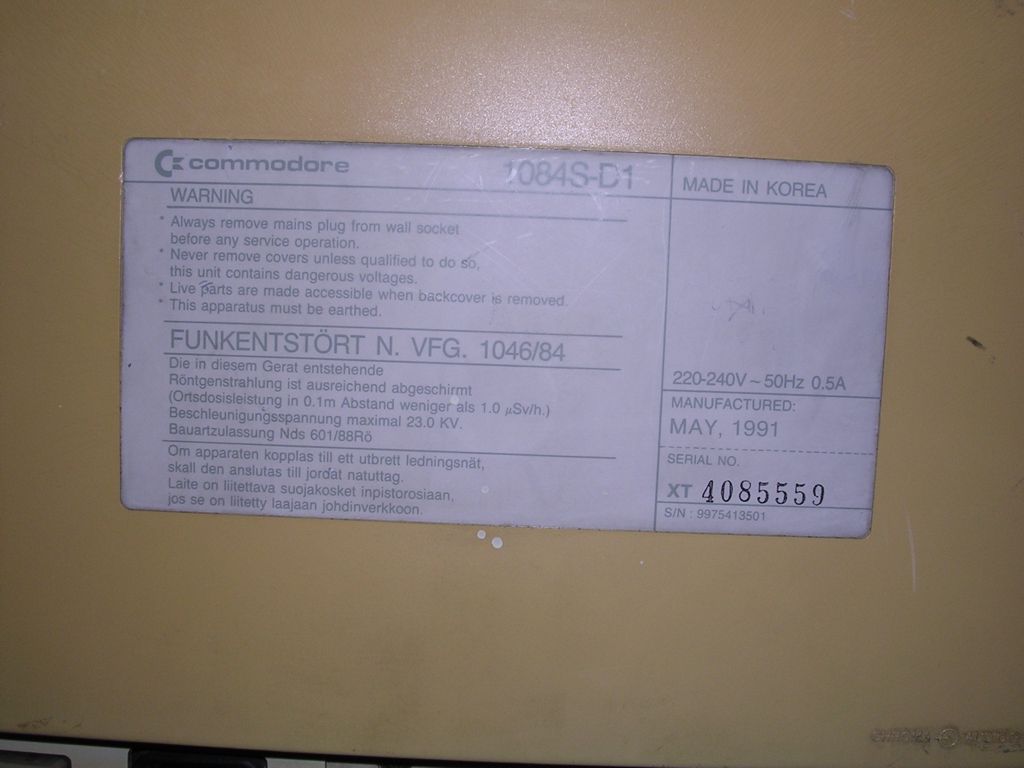 commodore 1084S-D1
WARNING
* Always remove mains plug from wall socket
before any service operation.
* Never remove covers unless qualified to do so,
this unit contains dangerous voltages.
* Live parts are made accessible when backcover is removed.
* This apparatus must be earthed.
FUNKENTSTÖRT N. VFG. 1046/84
Die in diesem Gerat entstehende
Röntgenstrahlung ist ausreichend abgeschirmt
(Ortsdosisleistung in 0.1m Abstand weniger als 1.0 µSv/h.)
Beschleunigungsspannung maximal 23.0 KV.
Bauartzulassung Nds 601/88Rö
Om apparaten kopplas till ett utbrett ledningsnät,
skall den anslutas till jordat natuttag.
Laite on liitettava suojakosket inpistorosiaan,
jos se on liitetty laajaan johdinverkkoon.
MADE IN KOREA
220-240V ~ 50Hz 0.5A
MANUFACTURED:
MAY, 1991
SERIAL NO.
XT 4085559
S/N : 9975413501